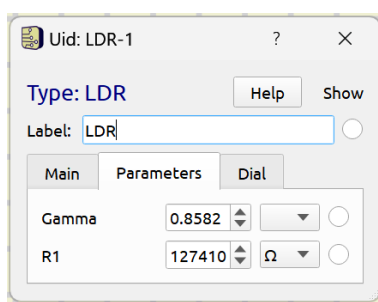 Uid: LDR-1 ?
Type: LDR Help Show
Label: LDR
Main Parameters Dial
Gamma 0.8582
R1 127410 Ω